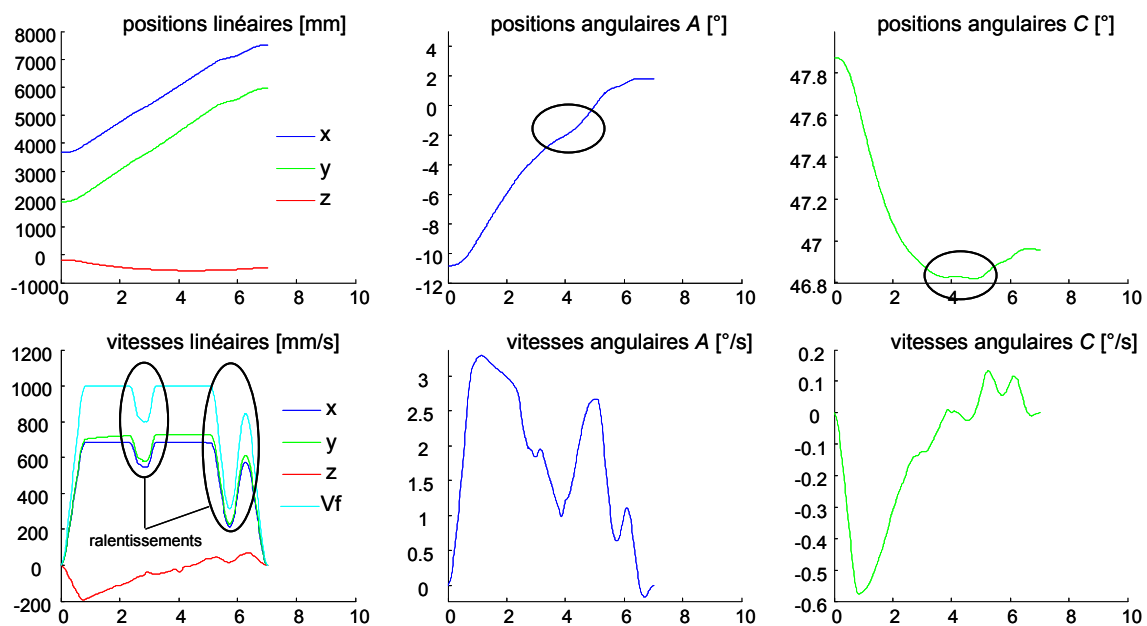 positions linéaires [mm]
8000
7000
6000
5000
4000
3000
2000
1000
0
-1000
0 2 4 6 8 10
x
y
z
positions angulaires A [°]
4
2
0
-2
-4
-6
-8
-10
-12
0 2 4 6 8 10
positions angulaires C [°]
47.8
47.6
47.4
47.2
47
46.8
0 2 4 6 8 10
vitesses linéaires [mm/s]
1200
1000
800
600
400
200
0
-200
0 2 4 6 8 10
x
y
z
Vf
ralentissements
vitesses angulaires A [°/s]
3
2.5
2
1.5
1
0.5
0
0 2 4 6 8 10
vitesses angulaires C [°/s]
0.2
0.1
0
-0.1
-0.2
-0.3
-0.4
-0.5
-0.6
0 2 4 6 8 10